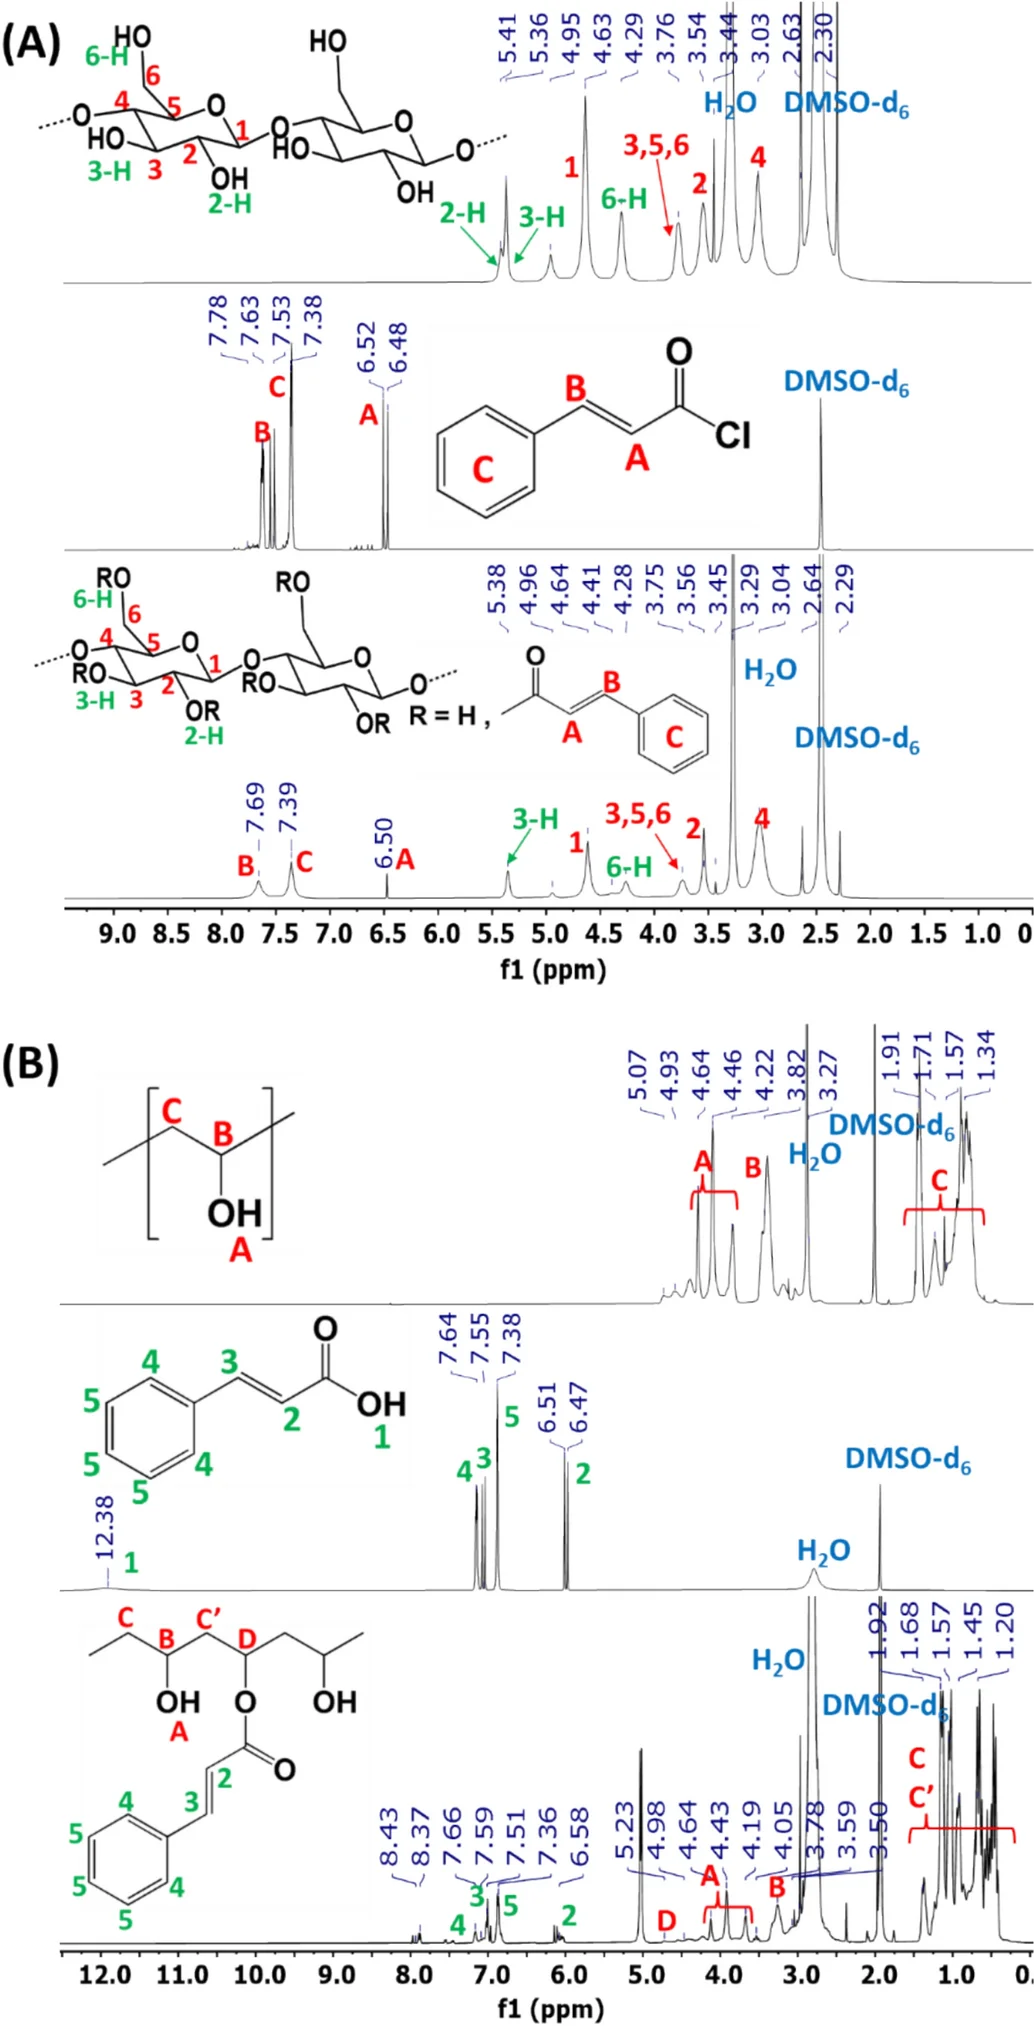 (A)
5.41 5.36 4.95 4.63 4.29 3.76 3.54 3.44 3.03 2.63 2.30
HO HO
6-H
6
4 5 O 1 O O
O HO HO O
3-H 3 2 OH OH
2-H
H₂O DMSO-d₆
2-H 3-H 1 6-H 3,5,6 2 4
7.78 7.63 7.53 7.38 6.52 6.48
B C A
O
B
Cl
A
C
DMSO-d₆
RO RO
6-H
6
4 5 O 1 O O
O RO RO O
3-H 3 2 OR OR
2-H
R = H ,
O
B
A
C
5.38 4.96 4.64 4.41 4.28 3.75 3.56 3.45 3.29 3.04 2.64 2.29
H₂O
DMSO-d₆
7.69 7.39 6.50
B C A 3-H 1 6-H 3,5,6 2 4
9.0 8.5 8.0 7.5 7.0 6.5 6.0 5.5 5.0 4.5 4.0 3.5 3.0 2.5 2.0 1.5 1.0 0
f1 (ppm)
(B)
5.07 4.93 4.64 4.46 4.22 3.82 3.27 1.91 1.71 1.57 1.34
C
B
OH
A
DMSO-d₆
H₂O
A B C
7.64 7.55 7.38 6.51 6.47
O
4 3
5 OH
2 1
5 4
5
12.38
1
4 3 5 2
H₂O
DMSO-d₆
C C’
B D
OH O OH
A
O
2
3
4
5
5 4
5
1.92 1.68 1.57 1.45 1.20
H₂O
DMSO-d₆
C
C’
8.43 8.37 7.66 7.59 7.51 7.36 6.58 5.23 4.98 4.64 4.43 4.19 4.05 3.78 3.59 3.50
4 3 5 2 D A B
12.0 11.0 10.0 9.0 8.0 7.0 6.0 5.0 4.0 3.0 2.0 1.0 0.
f1 (ppm)